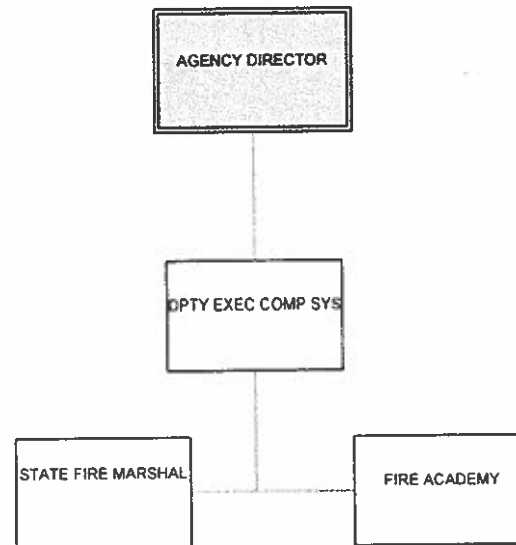 AGENCY DIRECTOR
DPTY EXEC COMP SYS
STATE FIRE MARSHAL
FIRE ACADEMY